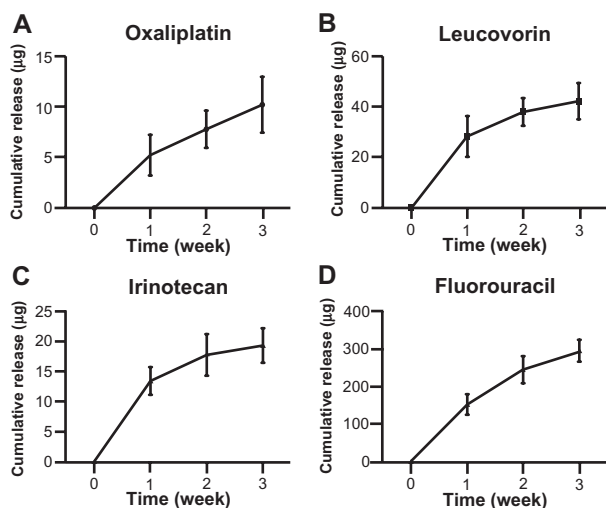 A
Oxaliplatin
Cumulative release (µg)
15
10
5
0
0 1 2 3
Time (week)
B
Leucovorin
Cumulative release (µg)
60
40
20
0
0 1 2 3
Time (week)
C
Irinotecan
Cumulative release (µg)
25
20
15
10
5
0
0 1 2 3
Time (week)
D
Fluorouracil
Cumulative release (µg)
400
300
200
100
0
0 1 2 3
Time (week)